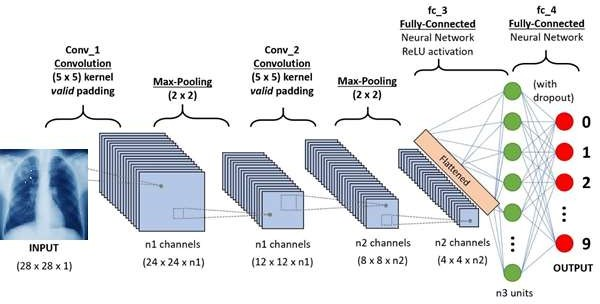 fc_3
Fully-Connected
Neural Network
ReLU activation
fc_4
Fully-Connected
Neural Network
Conv_1
Convolution
(5 x 5) kernel
valid padding
Max-Pooling
(2 x 2)
Conv_2
Convolution
(5 x 5) kernel
valid padding
Max-Pooling
(2 x 2)
(with
dropout)
Flattened
0
1
2
9
INPUT
(28 x 28 x 1)
n1 channels
(24 x 24 x n1)
n1 channels
(12 x 12 x n1)
n2 channels
(8 x 8 x n2)
n2 channels
(4 x 4 x n2)
n3 units
OUTPUT